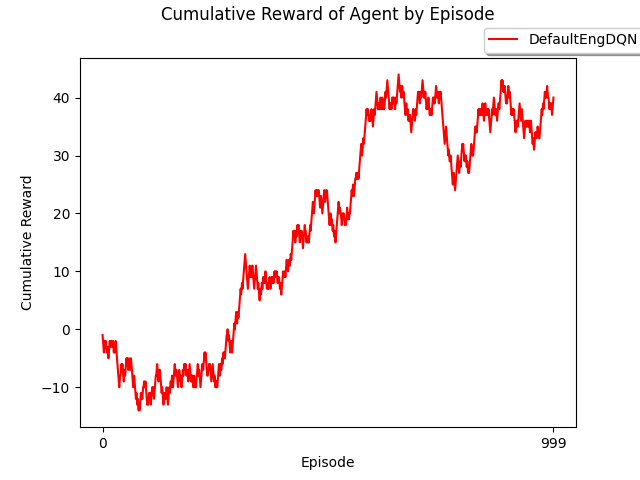 Cumulative Reward of Agent by Episode
DefaultEngDQN
40
30
20
10
0
−10
Cumulative Reward
0
999
Episode